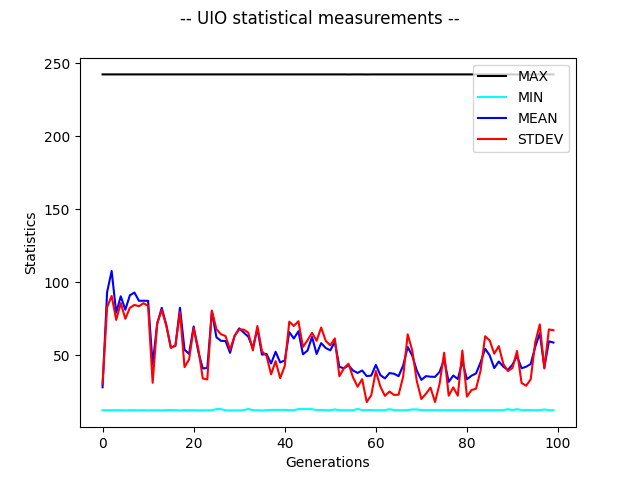 -- UIO statistical measurements --
250
200
150
100
50
Statistics
MAX
MIN
MEAN
STDEV
0 20 40 60 80 100
Generations